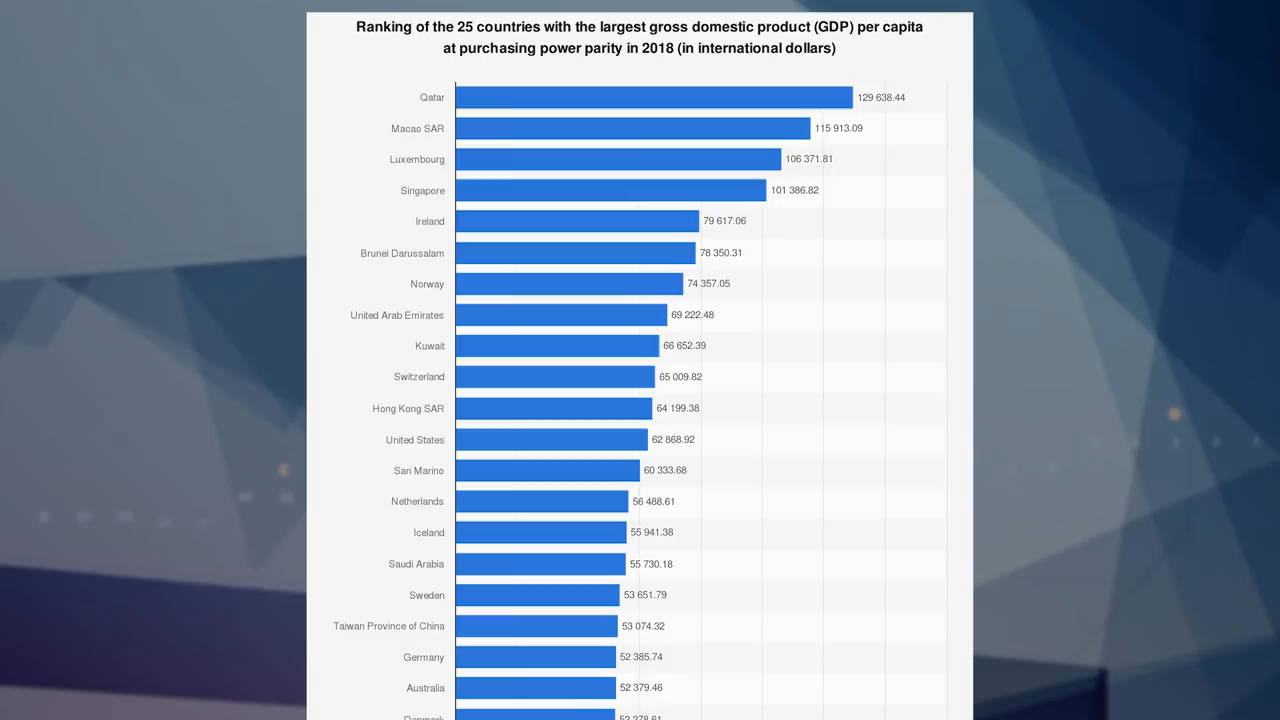 Ranking of the 25 countries with the largest gross domestic product (GDP) per capita
at purchasing power parity in 2018 (in international dollars)
Qatar 129 638.44
Macao SAR 115 913.09
Luxembourg 106 371.81
Singapore 101 386.82
Ireland 79 617.06
Brunei Darussalam 78 350.31
Norway 74 357.05
United Arab Emirates 69 222.48
Kuwait 66 652.39
Switzerland 65 009.82
Hong Kong SAR 64 199.38
United States 62 868.92
San Marino 60 333.68
Netherlands 56 488.61
Iceland 55 941.38
Saudi Arabia 55 730.18
Sweden 53 651.79
Taiwan Province of China 53 074.32
Germany 52 385.74
Australia 52 379.46
Denmark 52 278.61